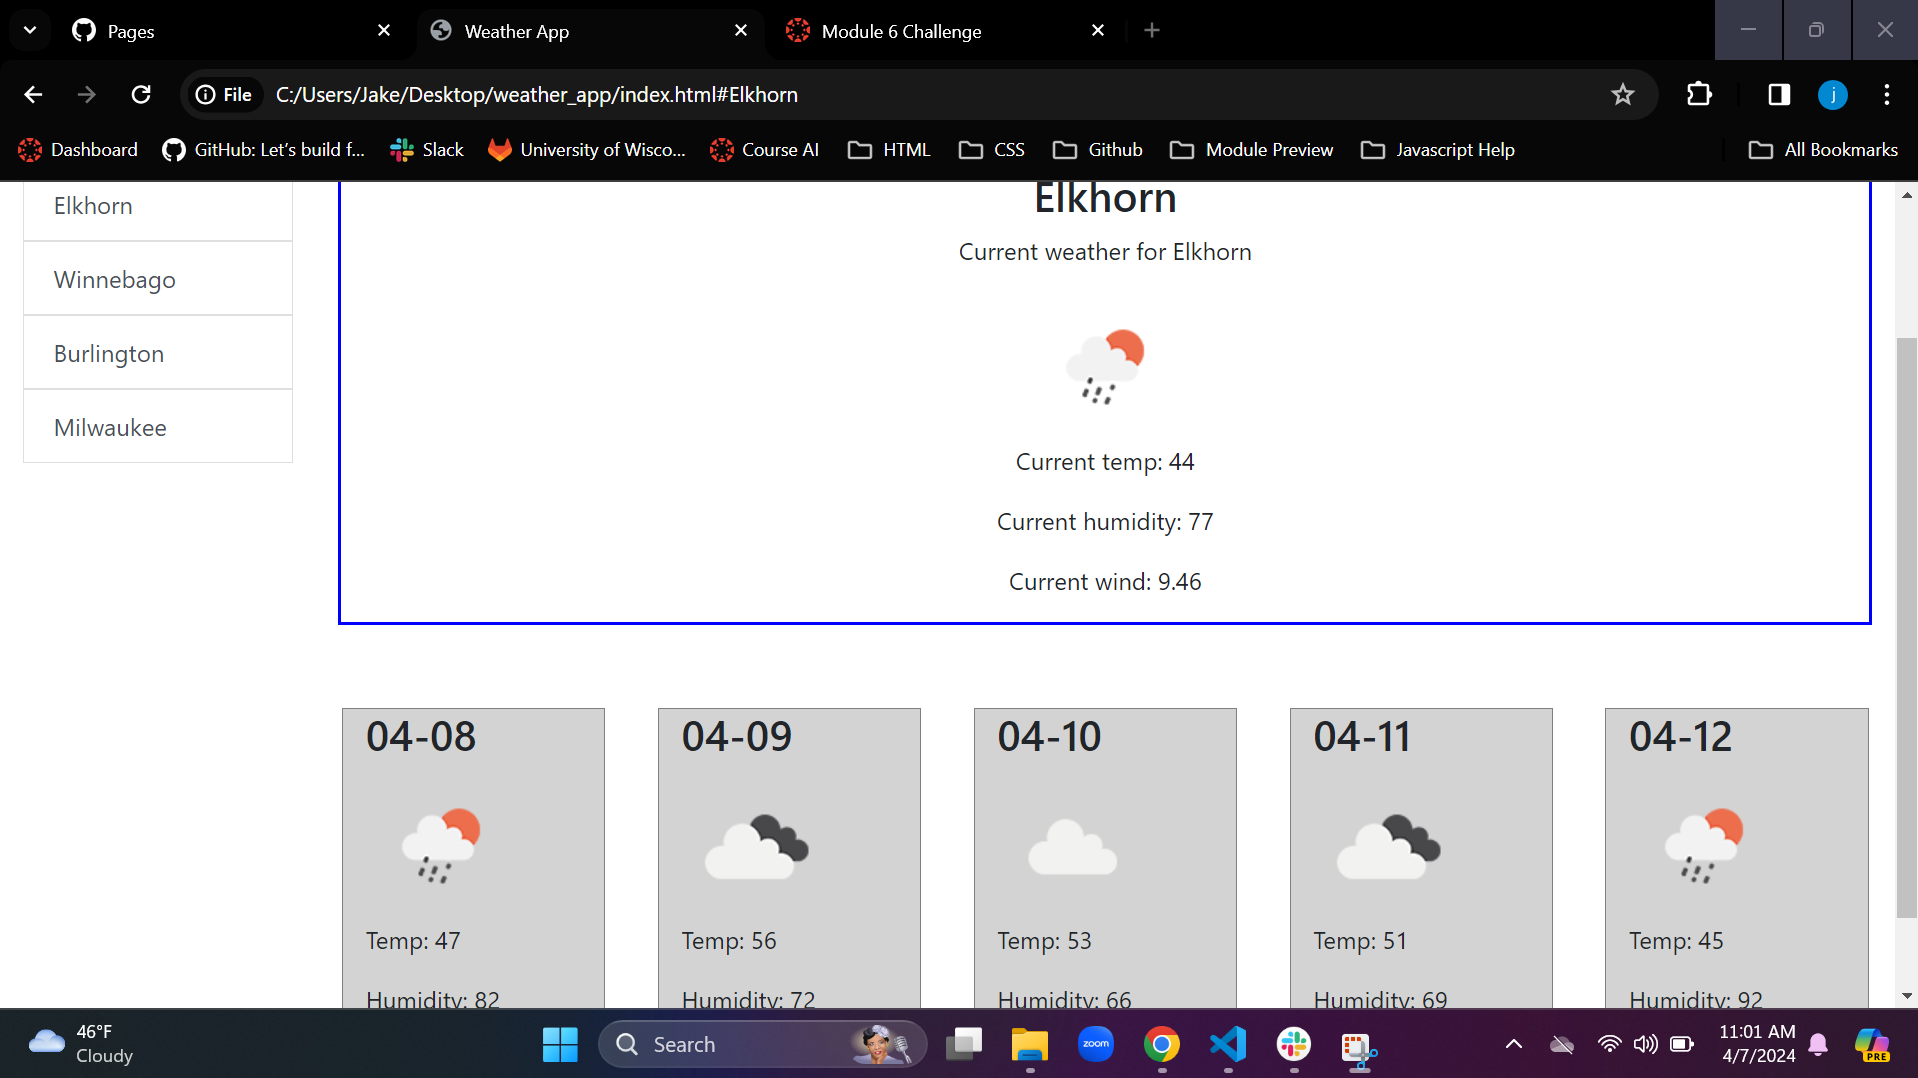 Pages
Weather App
Module 6 Challenge
File
C:/Users/Jake/Desktop/weather_app/index.html#Elkhorn
j
Dashboard
GitHub: Let's build f...
Slack
University of Wisco...
Course AI
HTML
CSS
Github
Module Preview
Javascript Help
All Bookmarks
Elkhorn
Winnebago
Burlington
Milwaukee
Elkhorn
Current weather for Elkhorn
Current temp: 44
Current humidity: 77
Current wind: 9.46
04-08
Temp: 47
Humidity: 82
04-09
Temp: 56
Humidity: 72
04-10
Temp: 53
Humidity: 66
04-11
Temp: 51
Humidity: 69
04-12
Temp: 45
Humidity: 92
46°F
Cloudy
Search
zoom
11:01 AM
4/7/2024
PRE